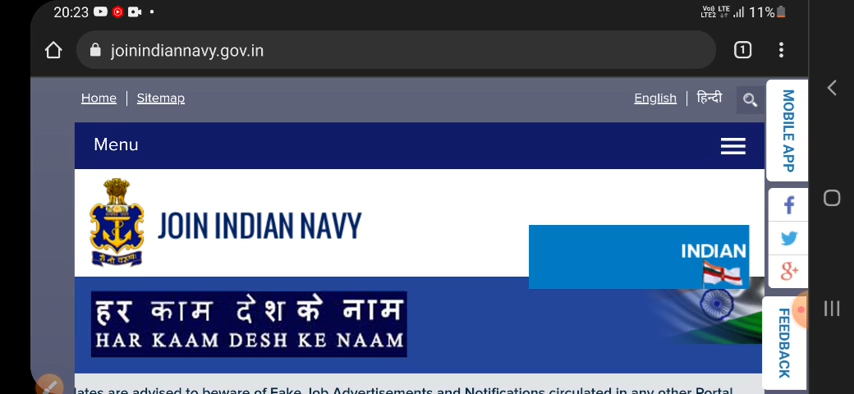 20:23
Vo) LTE
LTE2
11%
1
joinindiannavy.gov.in
Home | Sitemap
English | हिन्दी
MOBILE APP
Menu
JOIN INDIAN NAVY
INDIAN
f
g+
हर काम देश के नाम
HAR KAAM DESH KE NAAM
FEEDBACK
are advised to beware of Fake Job Advertisements and Notifications circulated in any other Portal